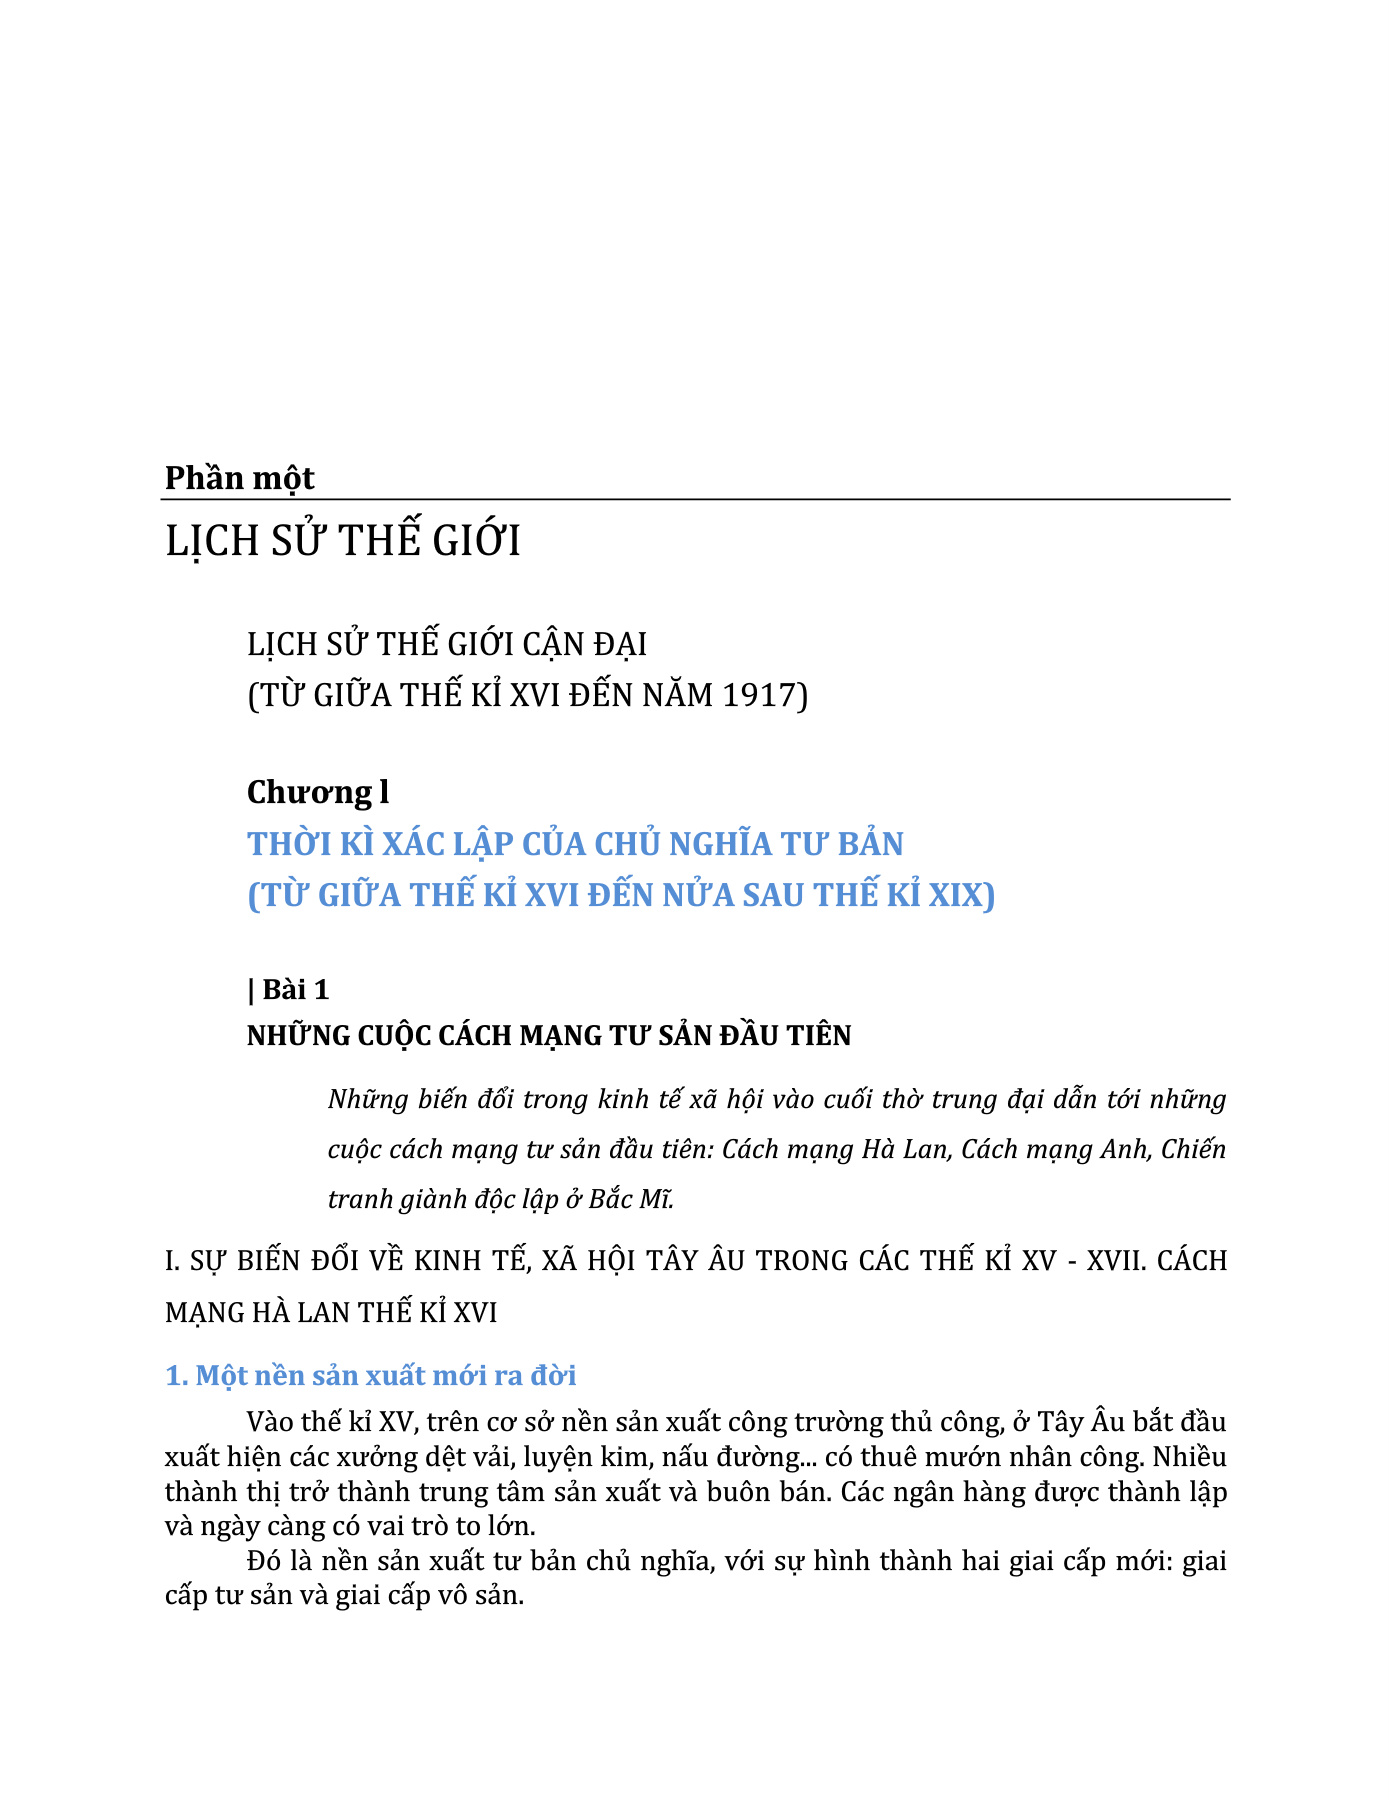 Phần một
LỊCH SỬ THẾ GIỚI
LỊCH SỬ THẾ GIỚI CẬN ĐẠI
(TỪ GIỮA THẾ KỈ XVI ĐẾN NĂM 1917)
Chương l
THỜI KÌ XÁC LẬP CỦA CHỦ NGHĨA TƯ BẢN
(TỪ GIỮA THẾ KỈ XVI ĐẾN NỬA SAU THẾ KỈ XIX)
| Bài 1
NHỮNG CUỘC CÁCH MẠNG TƯ SẢN ĐẦU TIÊN
Những biến đổi trong kinh tế xã hội vào cuối thờ trung đại dẫn tới những
cuộc cách mạng tư sản đầu tiên: Cách mạng Hà Lan, Cách mạng Anh, Chiến
tranh giành độc lập ở Bắc Mĩ.
I. SỰ BIẾN ĐỔI VỀ KINH TẾ, XÃ HỘI TÂY ÂU TRONG CÁC THẾ KỈ XV - XVII. CÁCH
MẠNG HÀ LAN THẾ KỈ XVI
1. Một nền sản xuất mới ra đời
Vào thế kỉ XV, trên cơ sở nền sản xuất công trường thủ công, ở Tây Âu bắt đầu
xuất hiện các xưởng dệt vải, luyện kim, nấu đường... có thuê mướn nhân công. Nhiều
thành thị trở thành trung tâm sản xuất và buôn bán. Các ngân hàng được thành lập
và ngày càng có vai trò to lớn.
Đó là nền sản xuất tư bản chủ nghĩa, với sự hình thành hai giai cấp mới: giai
cấp tư sản và giai cấp vô sản.